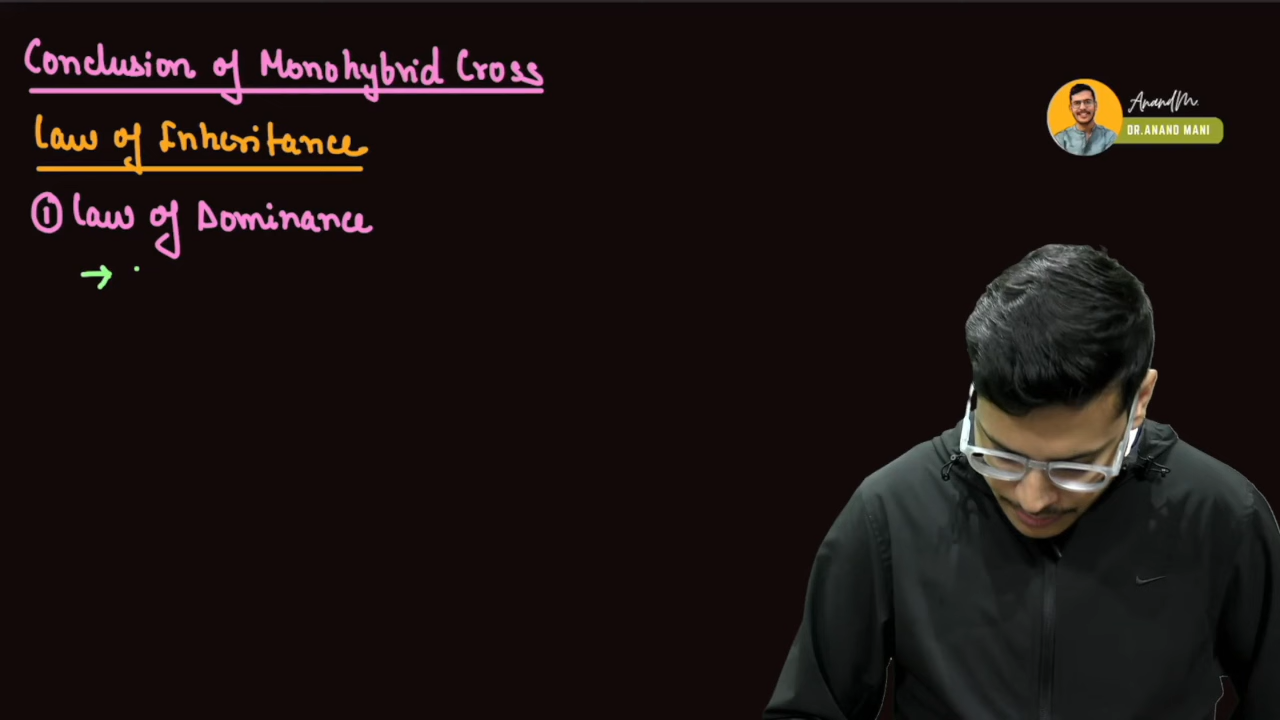 Conclusion of Monohybrid Cross
Law of Inheritance
① Law of Dominance
→
AnandM.
DR.ANAND MANI